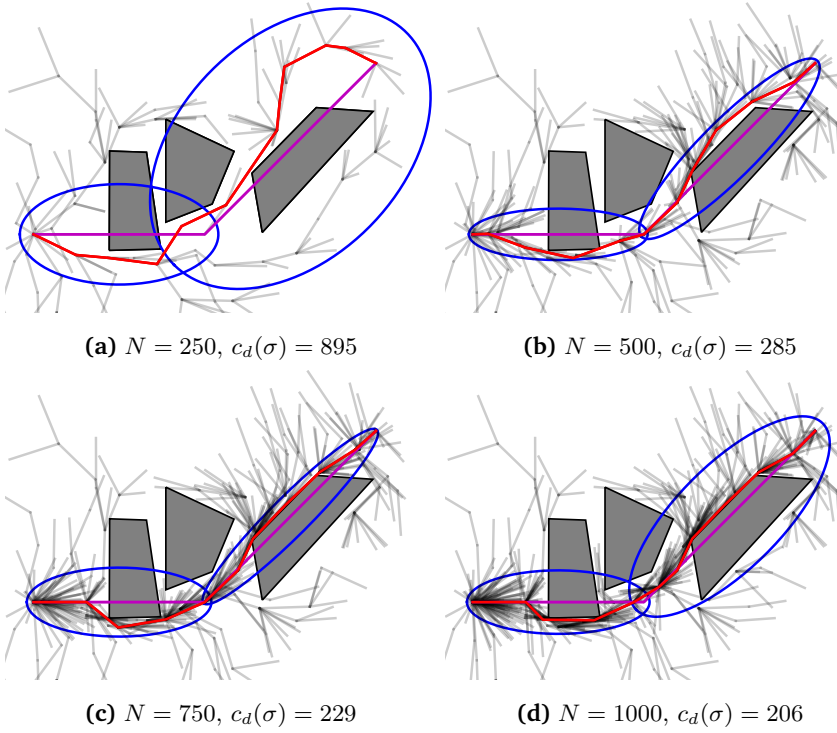 (a) N = 250, c_d(σ) = 895
(b) N = 500, c_d(σ) = 285
(c) N = 750, c_d(σ) = 229
(d) N = 1000, c_d(σ) = 206